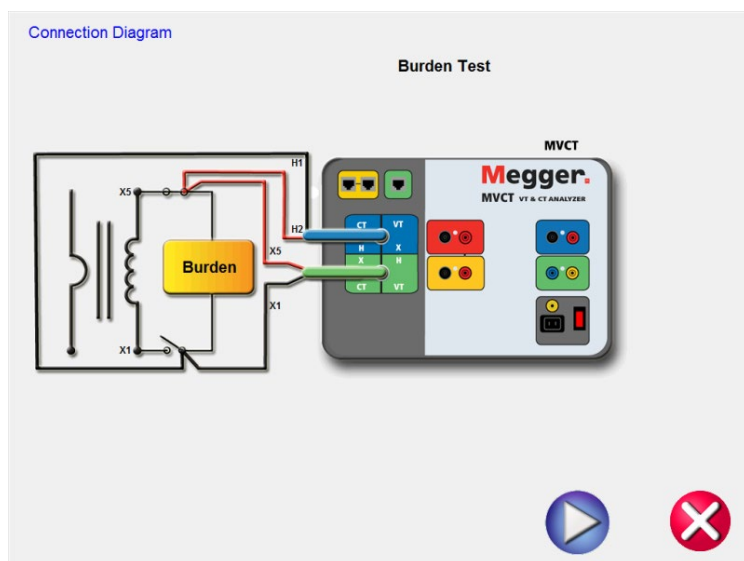 Connection Diagram
Burden Test
MVCT
H1
Megger.
MVCT VT & CT ANALYZER
X5
CT VT
H2
H X
X5
X H
Burden
CT VT
X1
X1